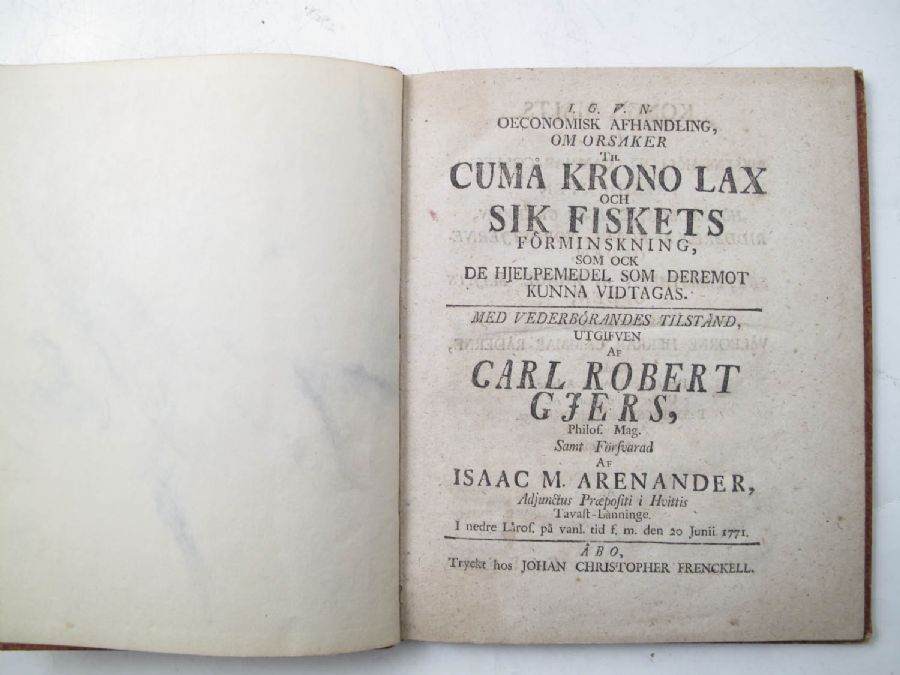 I. G. V. N.
OECONOMISK AFHANDLING,
OM ORSAKER
TIL
CUMÅ KRONO LAX
OCH
SIK FISKETS
FÖRMINSKNING,
SOM OCK
DE HJELPEMEDEL SOM DEREMOT
KUNNA VIDTAGAS.
MED VEDERBÖRANDES TILSTÅND,
UTGIFVEN
AF
CARL ROBERT
GJERS,
Philos. Mag.
Samt Förſvarad
AF
ISAAC M. ARENANDER,
Adjunctus Præpoſiti i Hvittis
Tavaſt-Länninge.
I nedre Läroſ. på vanl. tid f. m. den 20 Junii 1771.
ÅBO,
Tryckt hos JOHAN CHRISTOPHER FRENCKELL.